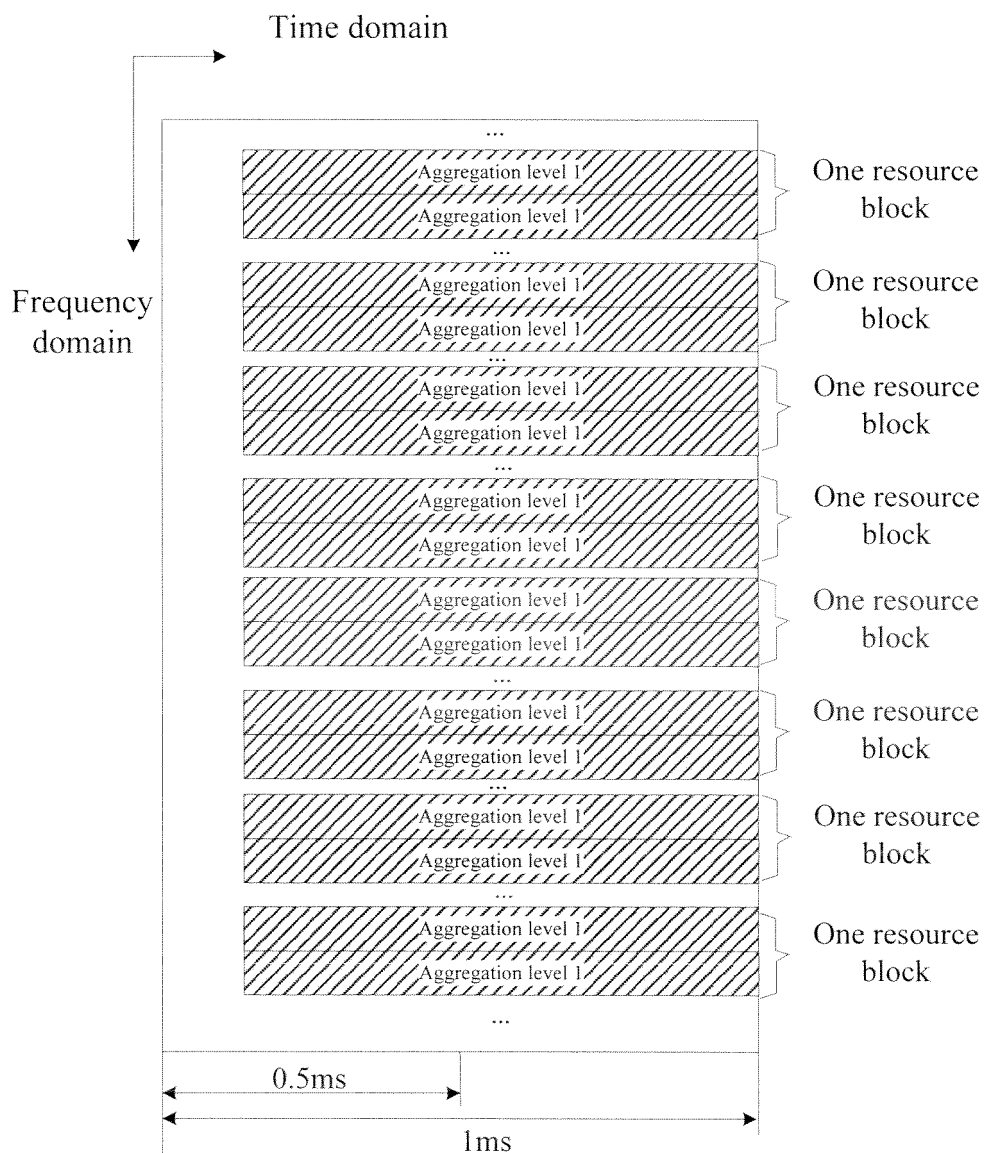 Time domain
...
Aggregation level 1
Aggregation level 1
One resource
block
...
Aggregation level 1
Aggregation level 1
One resource
block
Frequency
domain
...
Aggregation level 1
Aggregation level 1
One resource
block
...
Aggregation level 1
Aggregation level 1
One resource
block
Aggregation level 1
Aggregation level 1
One resource
block
...
Aggregation level 1
Aggregation level 1
One resource
block
...
Aggregation level 1
Aggregation level 1
One resource
block
...
Aggregation level 1
Aggregation level 1
One resource
block
...
0.5ms
1ms